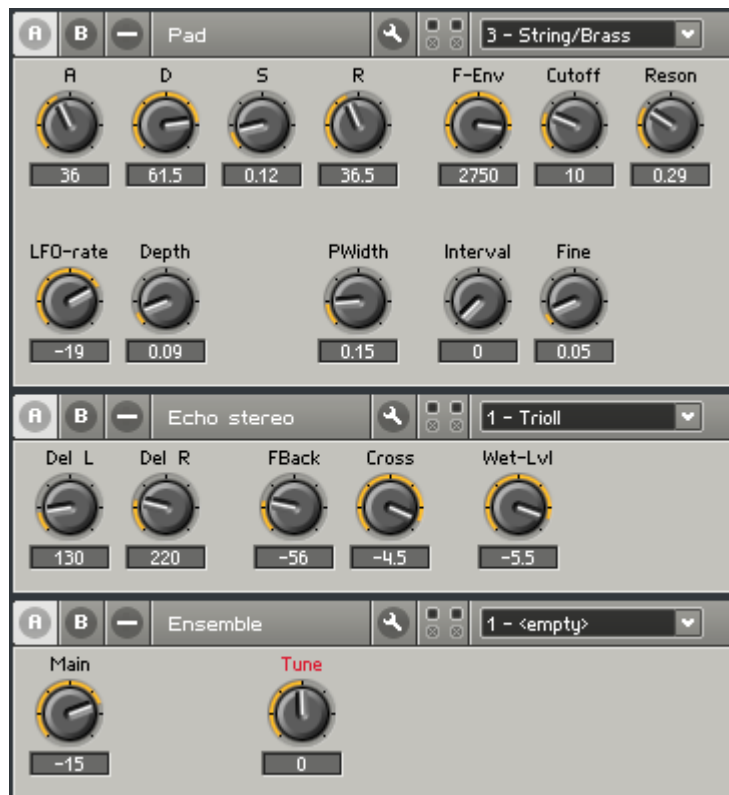 A B Pad 3 - String/Brass
A D S R F-Env Cutoff Reson
36 61.5 0.12 36.5 2750 10 0.29
LFO-rate Depth PWidth Interval Fine
-19 0.09 0.15 0 0.05
A B Echo stereo 1 - Trioll
Del L Del R FBack Cross Wet-Lvl
130 220 -56 -4.5 -5.5
A B Ensemble 1 - <empty>
Main Tune
-15 0